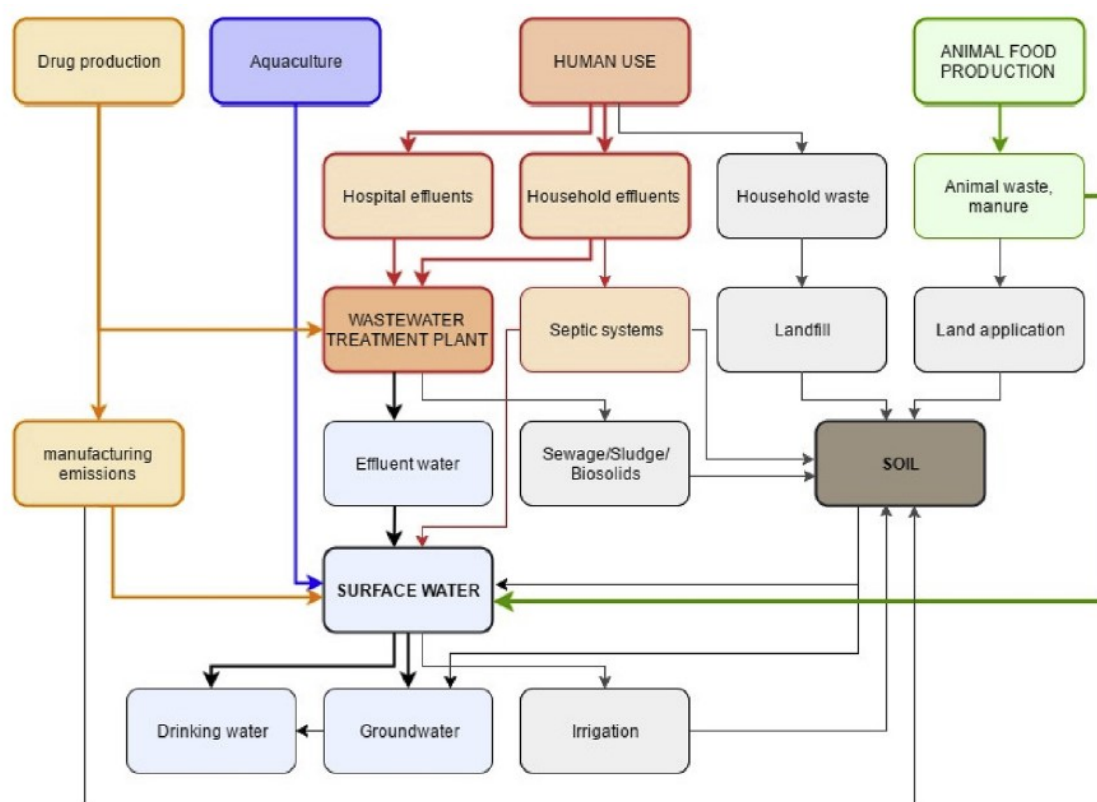 Drug production
Aquaculture
HUMAN USE
ANIMAL FOOD
PRODUCTION
Hospital effluents
Household effluents
Household waste
Animal waste,
manure
WASTEWATER
TREATMENT PLANT
Septic systems
Landfill
Land application
manufacturing
emissions
Effluent water
Sewage/Sludge/
Biosolids
SOIL
SURFACE WATER
Drinking water
Groundwater
Irrigation